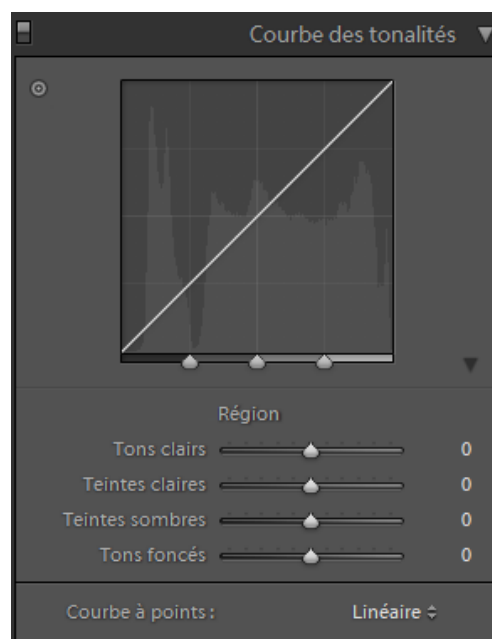 Courbe des tonalités
Région
Tons clairs 0
Teintes claires 0
Teintes sombres 0
Tons foncés 0
Courbe à points : Linéaire